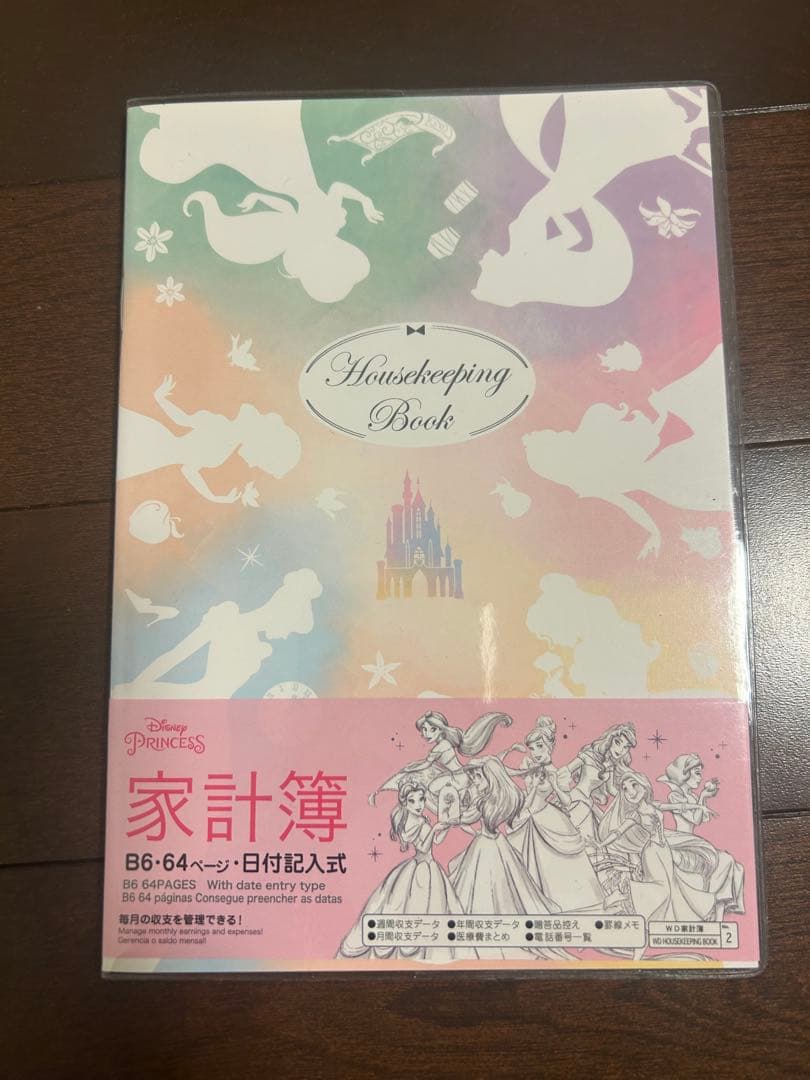 Housekeeping
Book
Disney
PRINCESS
家計簿
B6・64ページ・日付記入式
B6 64PAGES With date entry type
B6 64 páginas Consegue preencher as datas
毎月の収支を管理できる!
Manage monthly earnings and expenses!
Gerencia o saldo mensal!
●週間収支データ ●年間収支データ ●贈答品控え ●罫線メモ
●月間収支データ ●医療費まとめ ●電話番号一覧
WD家計簿
WD HOUSEKEEPING BOOK
No.
2